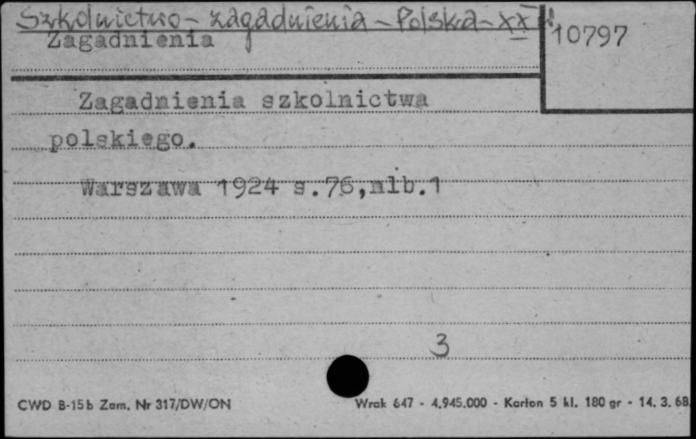 Szkolnictwo - zagadnienia - Polska - XX w.
Zagadnienia
10797
Zagadnienia szkolnictwa
polskiego.
Warszawa 1924 s.76,nlb.1
3
CWD B-15b Zam. Nr 317/DW/ON
Wrak 647 - 4.945.000 - Karton 5 kl. 180 gr - 14. 3. 68